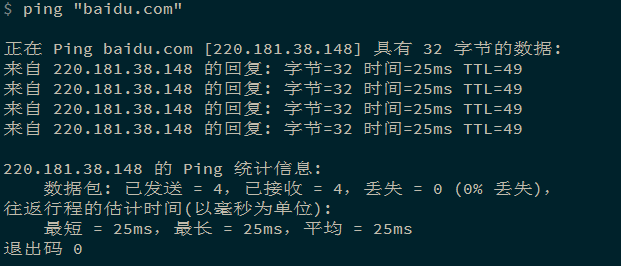 $ ping "baidu.com"
正在 Ping baidu.com [220.181.38.148] 具有 32 字节的数据:
来自 220.181.38.148 的回复: 字节=32 时间=25ms TTL=49
来自 220.181.38.148 的回复: 字节=32 时间=25ms TTL=49
来自 220.181.38.148 的回复: 字节=32 时间=25ms TTL=49
来自 220.181.38.148 的回复: 字节=32 时间=25ms TTL=49
220.181.38.148 的 Ping 统计信息:
数据包: 已发送 = 4，已接收 = 4，丢失 = 0 (0% 丢失)，
往返行程的估计时间(以毫秒为单位):
最短 = 25ms，最长 = 25ms，平均 = 25ms
退出码 0